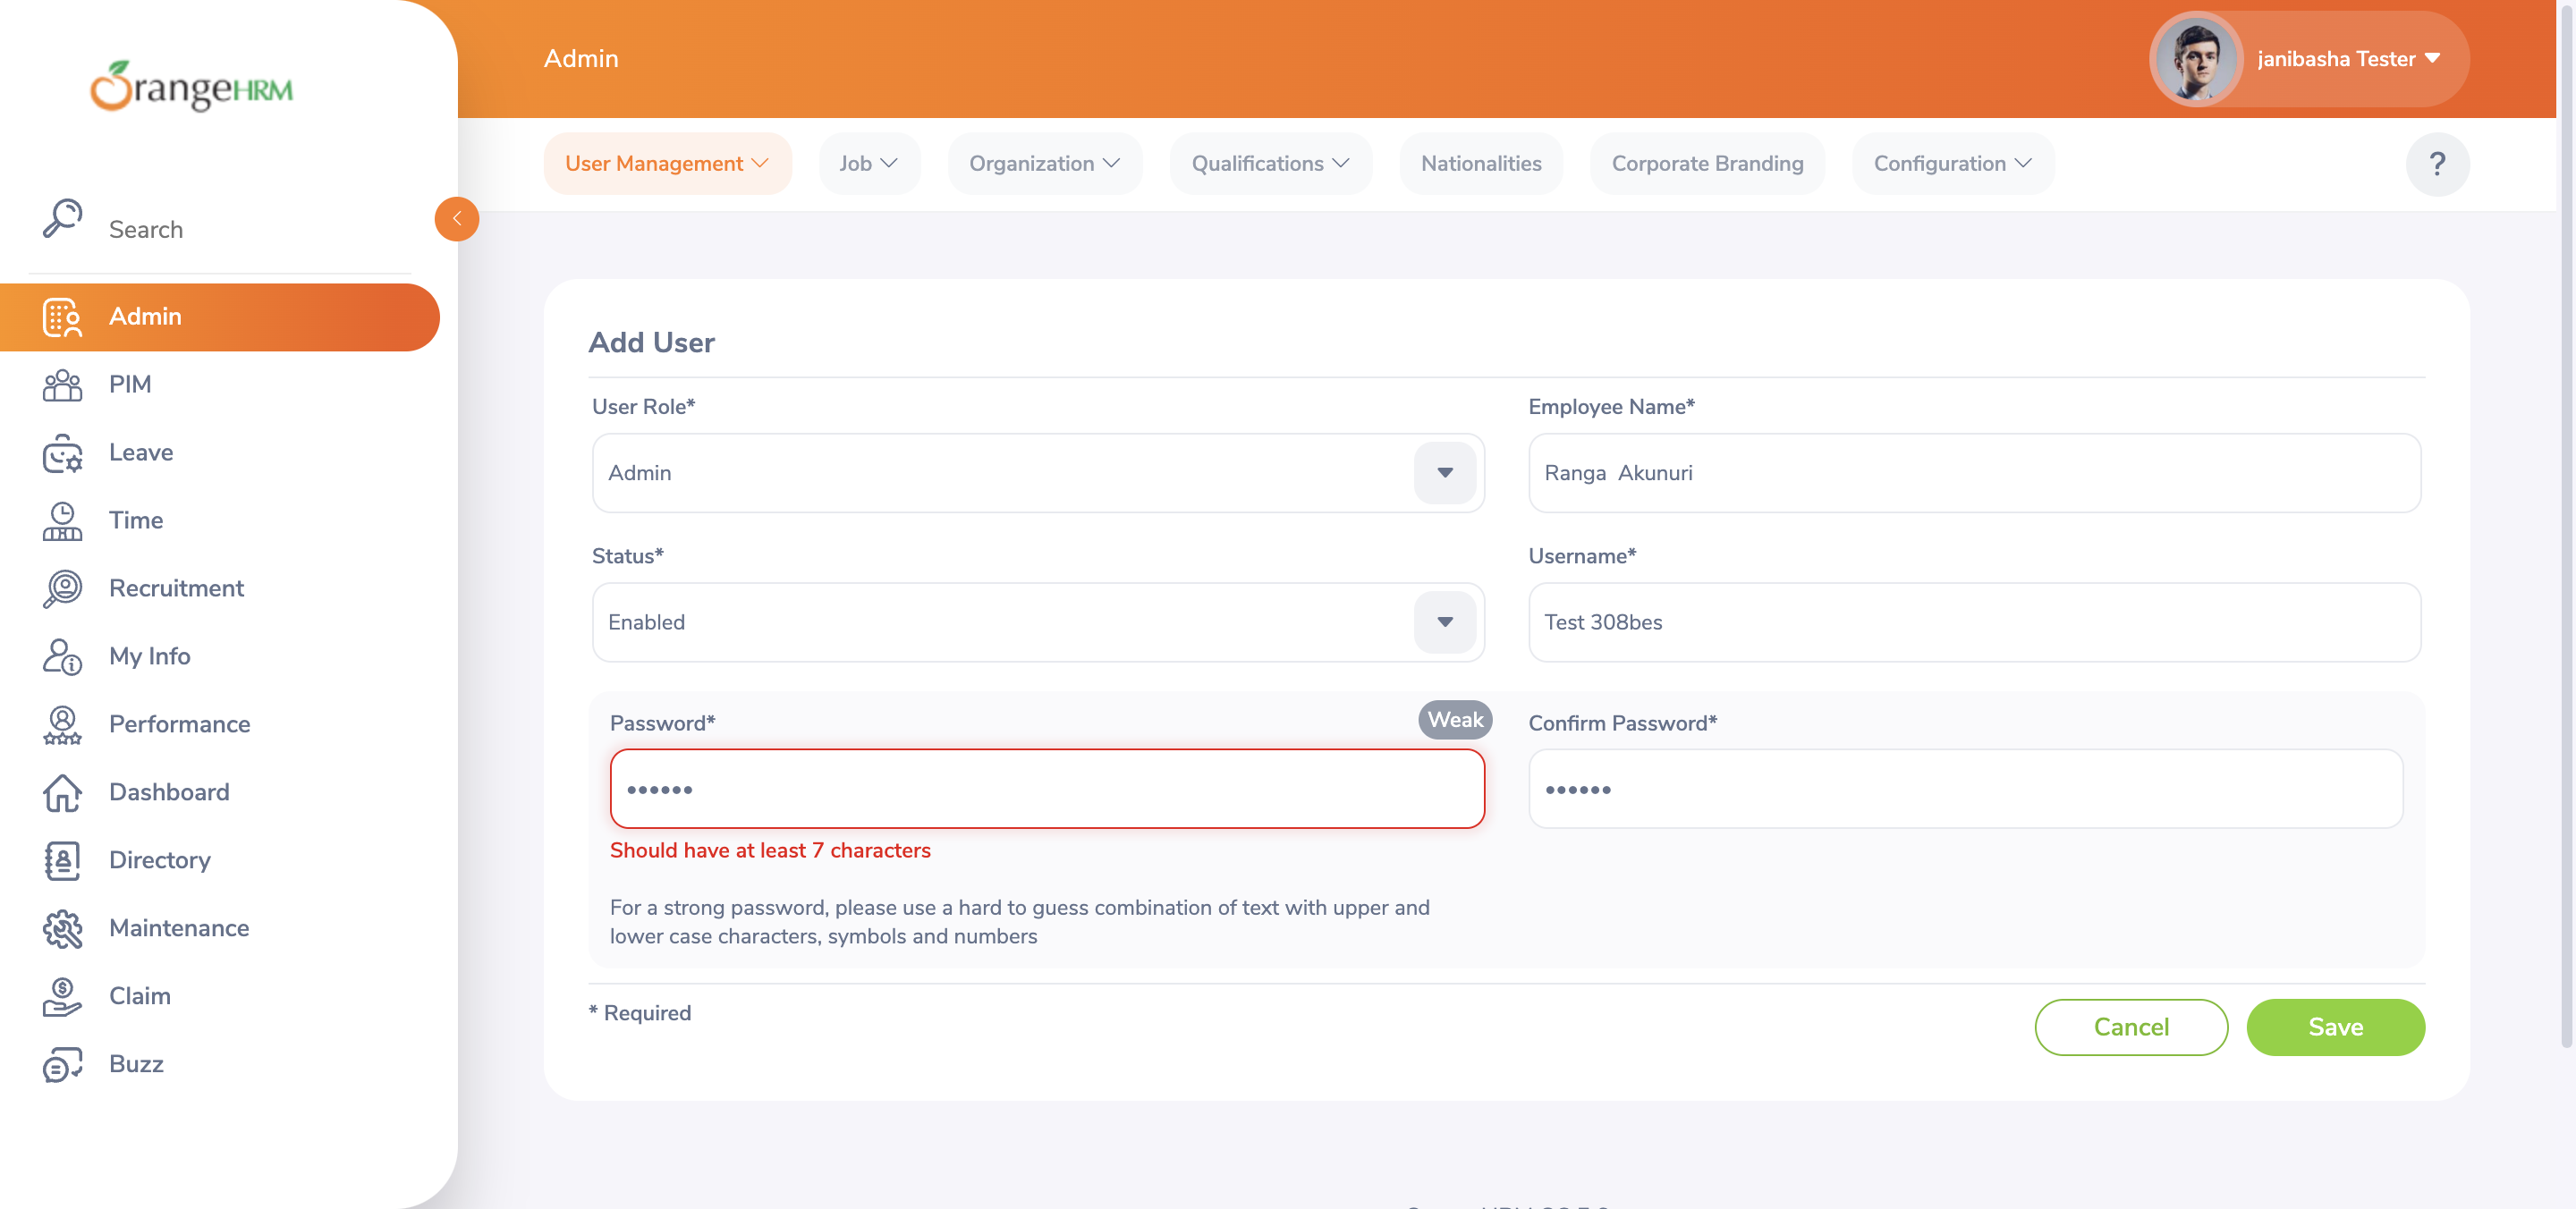 OrangeHRM
Search
Admin
PIM
Leave
Time
Recruitment
My Info
Performance
Dashboard
Directory
Maintenance
Claim
Buzz
Admin
janibasha Tester
User Management
Job
Organization
Qualifications
Nationalities
Corporate Branding
Configuration
?
Add User
User Role*
Admin
Employee Name*
Ranga  Akunuri
Status*
Enabled
Username*
Test 308bes
Password*
Weak
••••••
Should have at least 7 characters
For a strong password, please use a hard to guess combination of text with upper and
lower case characters, symbols and numbers
Confirm Password*
••••••
* Required
Cancel
Save